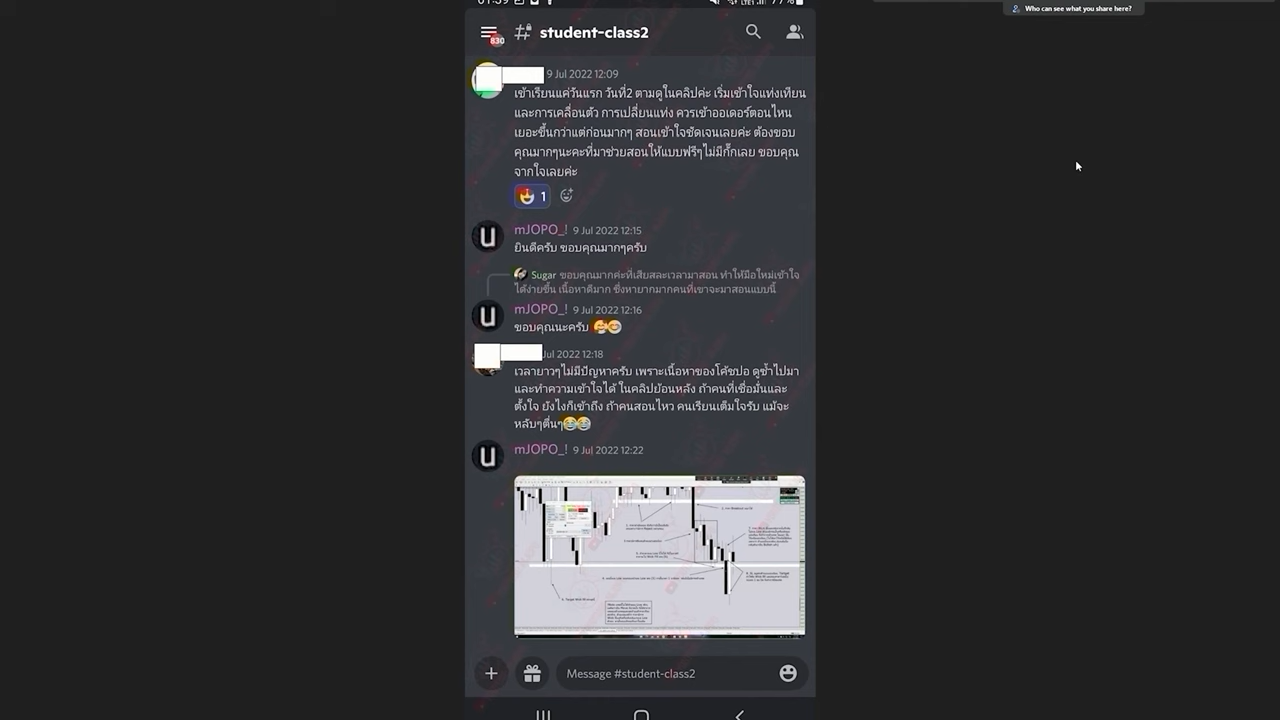 Who can see what you share here?
830
student-class2
9 Jul 2022 12:09
เข้าเรียนแค่วันแรก วันที่2 ตามดูในคลิปค่ะ เริ่มเข้าใจแท่งเทียน
และการเคลื่อนตัว การเปลี่ยนแท่ง ควรเข้าออเดอร์ตอนไหน
เยอะขึ้นกว่าแต่ก่อนมากๆ สอนเข้าใจชัดเจนเลยค่ะ ต้องขอบ
คุณมากๆนะคะที่มาช่วยสอนให้แบบฟรีๆไม่มีกั๊กเลย ขอบคุณ
จากใจเลยค่ะ
1
mJOPO_! 9 Jul 2022 12:15
ยินดีครับ ขอบคุณมากๆครับ
Sugar ขอบคุณมากค่ะที่เสียสละเวลามาสอน ทำให้มือใหม่เข้าใจ
ได้ง่ายขึ้น เนื้อหาดีมาก ซึ่งหายากมากคนที่เขาจะมาสอนแบบนี้
mJOPO_! 9 Jul 2022 12:16
ขอบคุณนะครับ
Jul 2022 12:18
เวลายาวๆไม่มีปัญหาครับ เพราะเนื้อหาของโค้ชปอ ดูซ้ำไปมา
และทำความเข้าใจได้ ในคลิปย้อนหลัง ถ้าคนที่เชื่อมั่นและ
ตั้งใจ ยังไงก็เข้าถึง ถ้าคนสอนไหว คนเรียนเต็มใจรับ แม้จะ
หลับๆตื่นๆ
mJOPO_! 9 Jul 2022 12:22
Message #student-class2